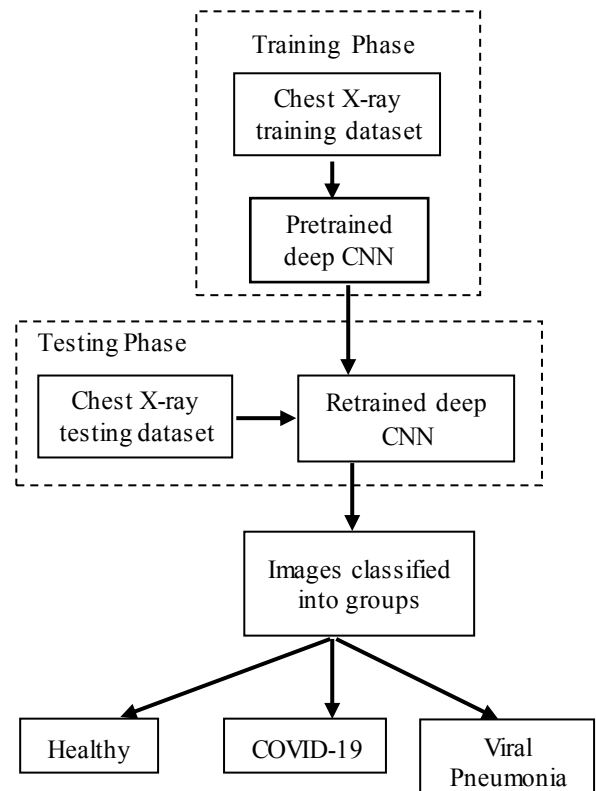 Training Phase
Chest X-ray
training dataset
Pretrained
deep CNN
Testing Phase
Chest X-ray
testing dataset
Retrained deep
CNN
Images classified
into groups
Healthy
COVID-19
Viral
Pneumonia